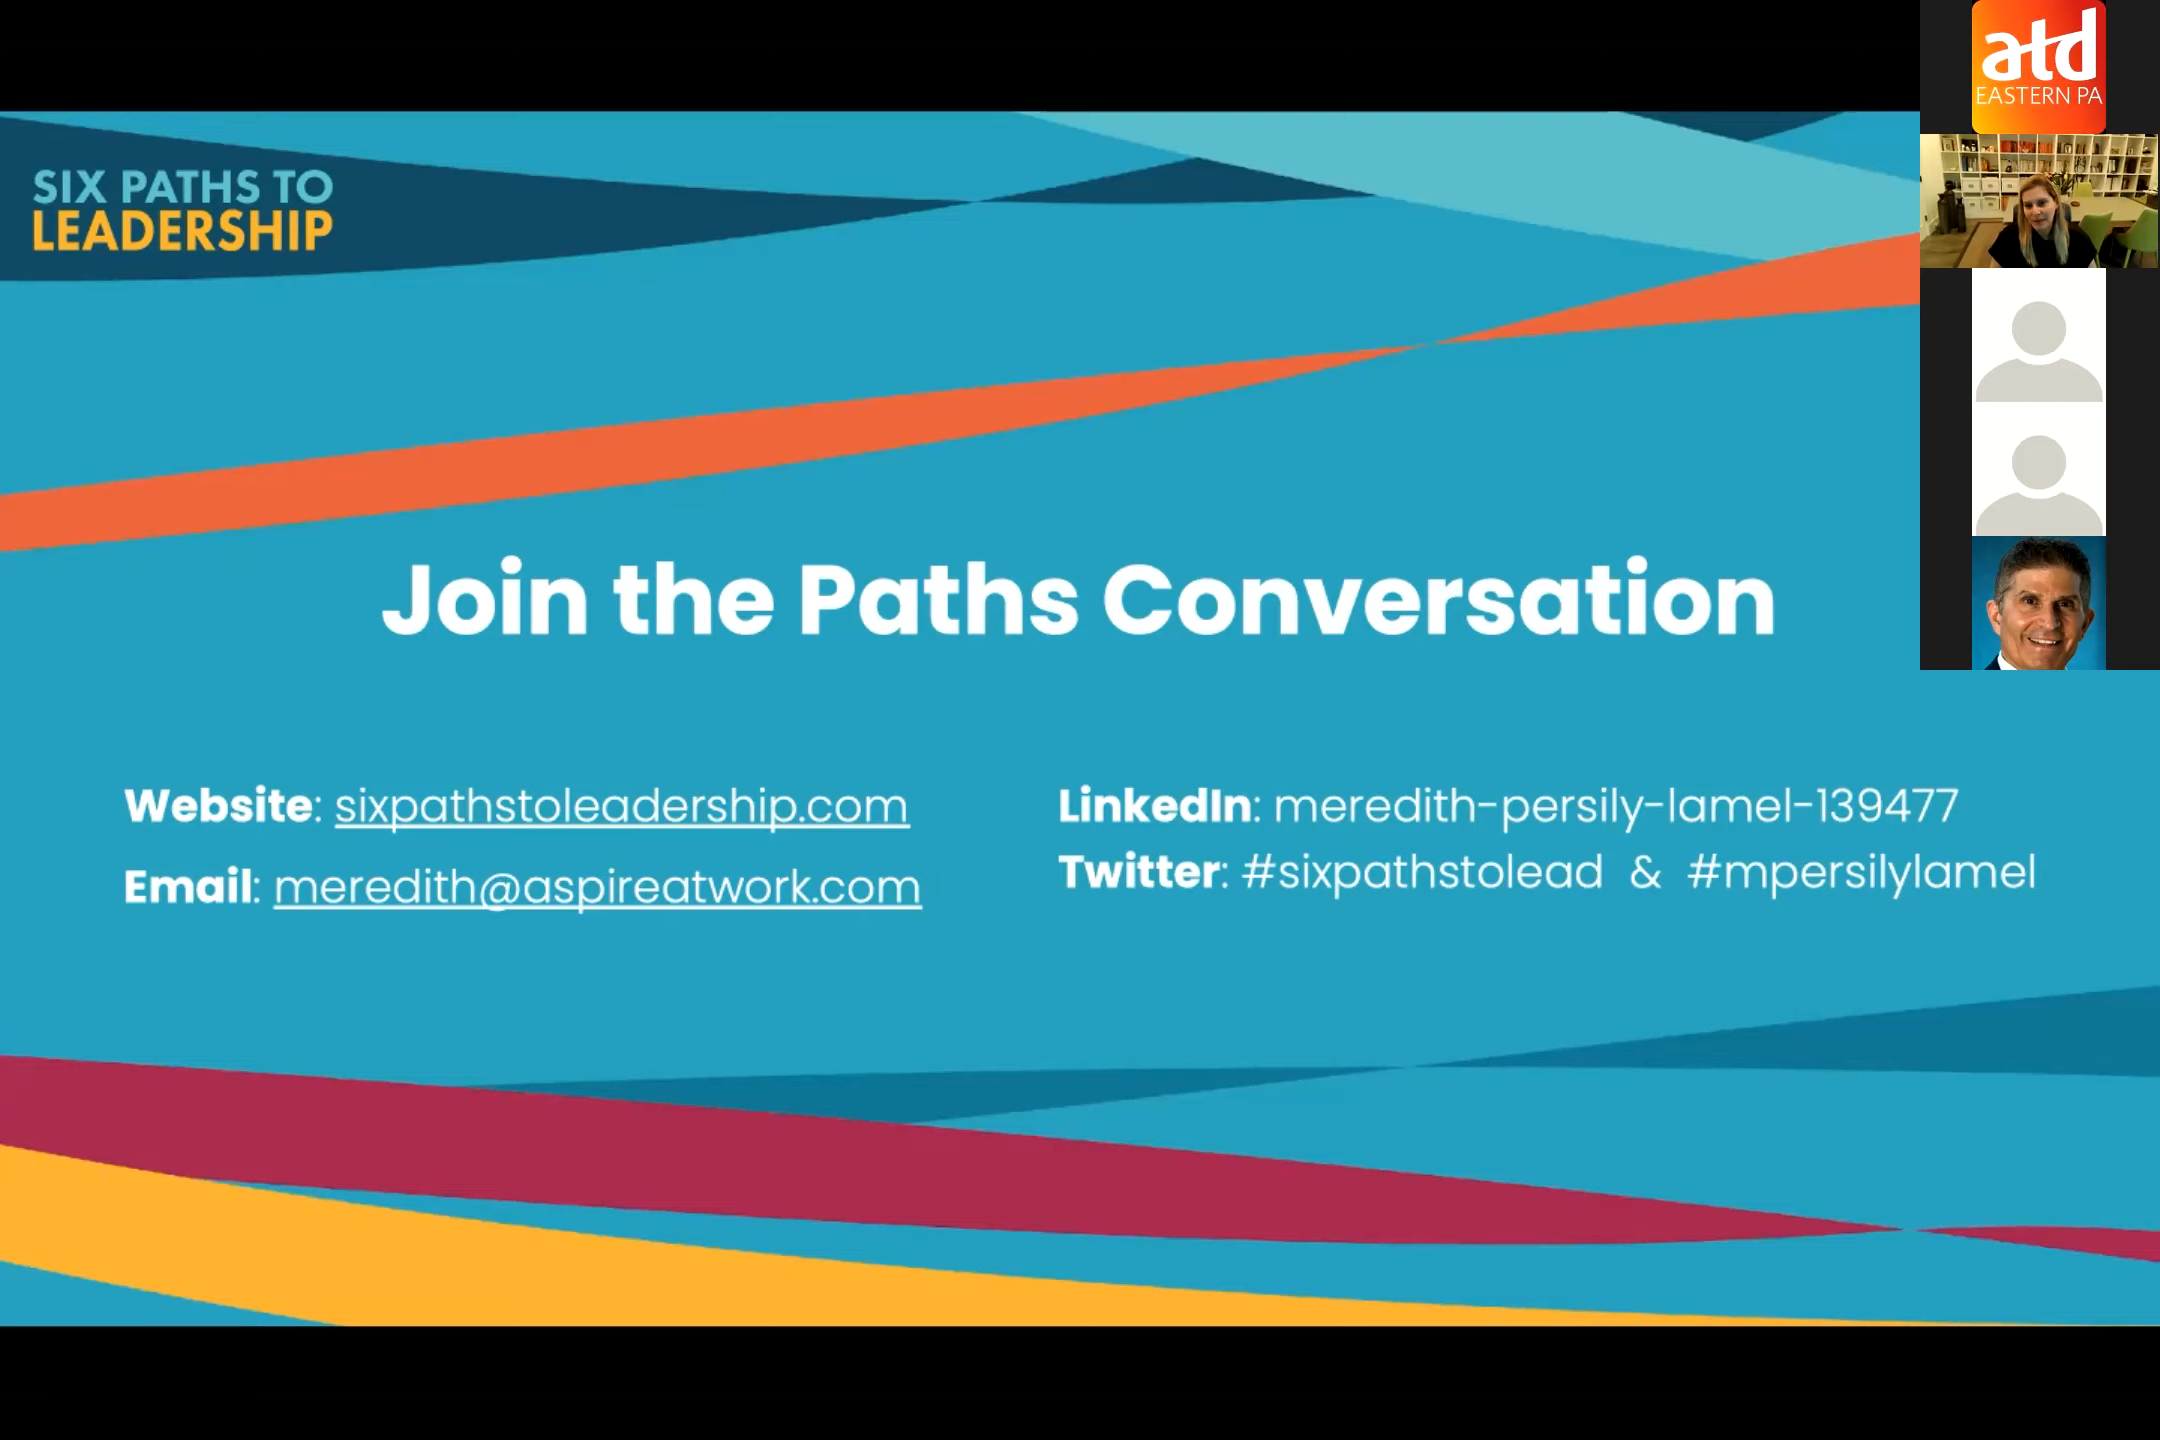 atd
EASTERN PA
SIX PATHS TO
LEADERSHIP
Join the Paths Conversation
Website: sixpathstoleadership.com
Email: meredith@aspireatwork.com
LinkedIn: meredith-persily-lamel-139477
Twitter: #sixpathstolead & #mpersilylamel